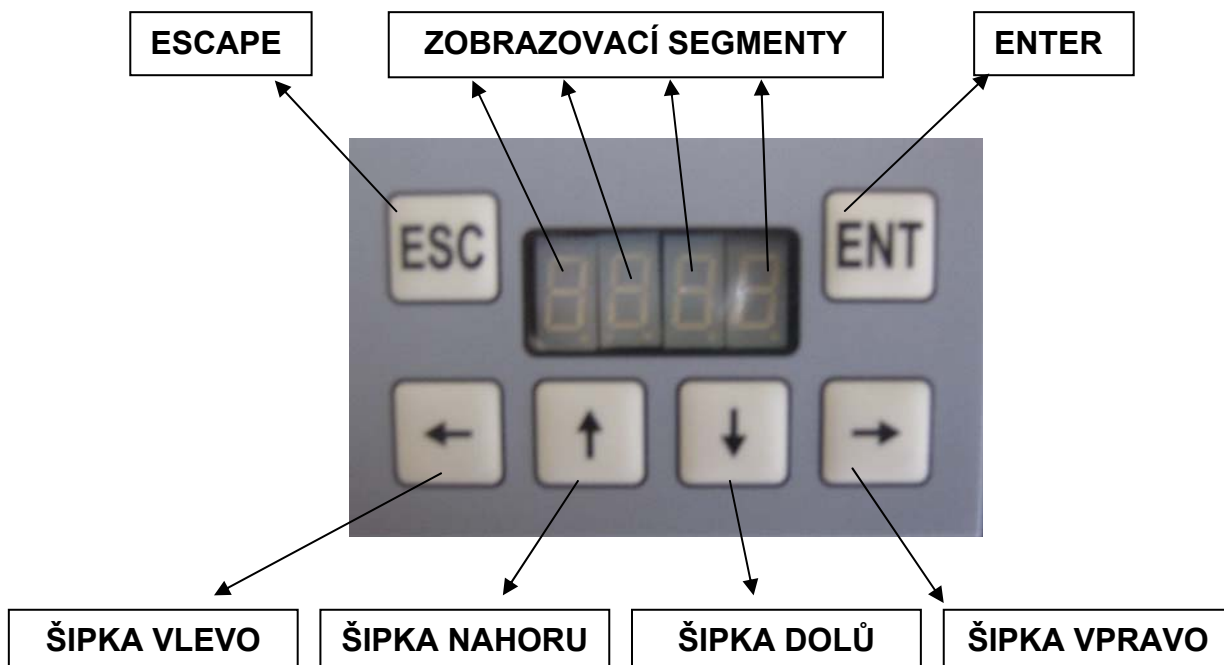 ESCAPE
ZOBRAZOVACÍ SEGMENTY
ENTER
ESC
ENT
ŠIPKA VLEVO
ŠIPKA NAHORU
ŠIPKA DOLŮ
ŠIPKA VPRAVO